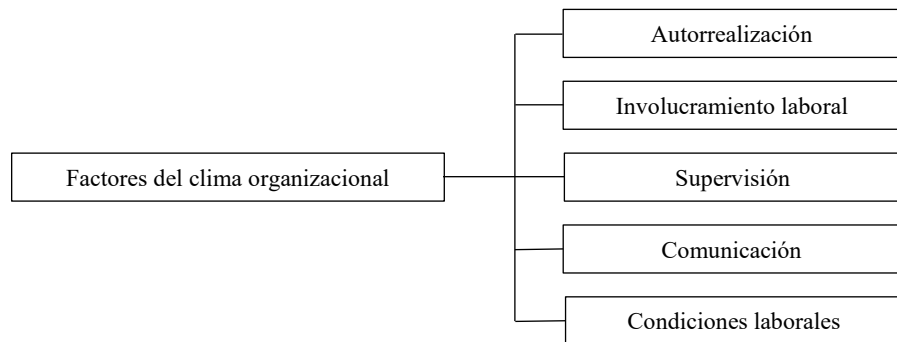 Autorrealización
Involucramiento laboral
Factores del clima organizacional
Supervisión
Comunicación
Condiciones laborales